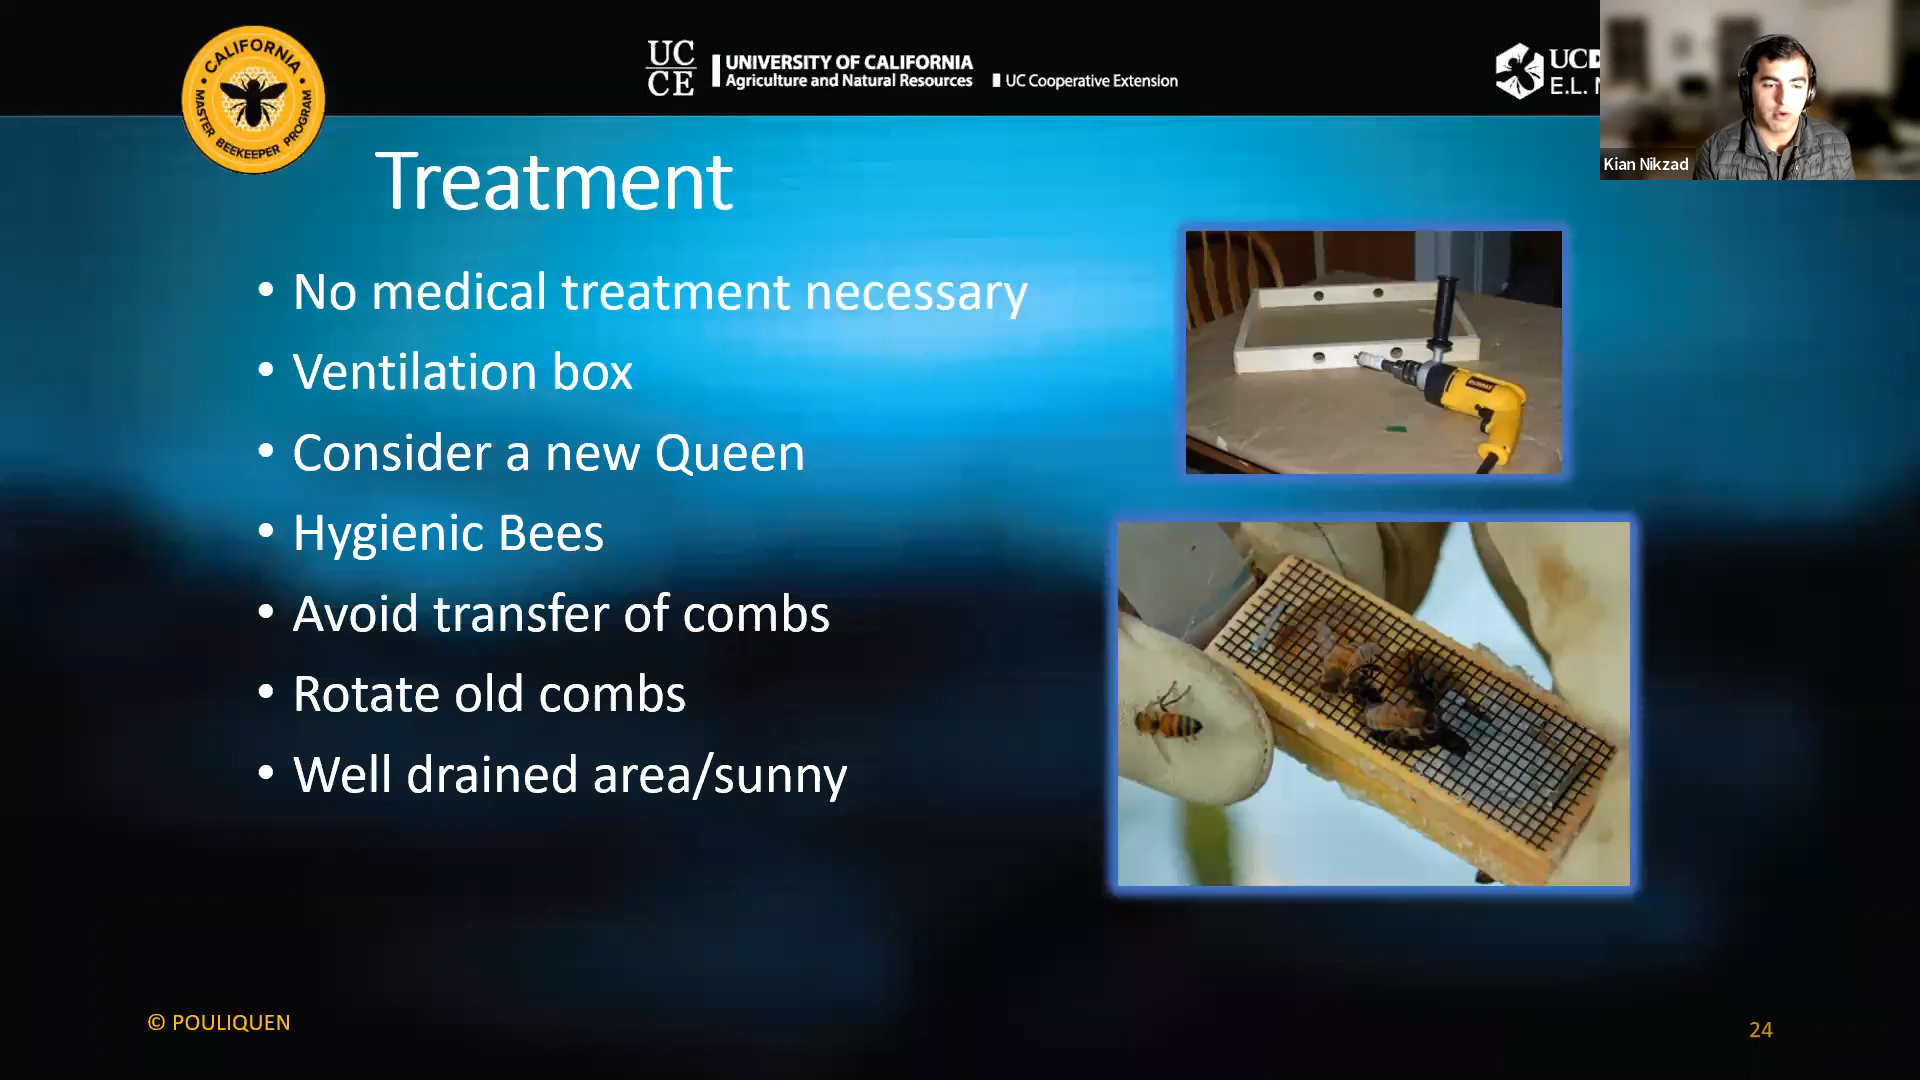 CALIFORNIA
MASTER BEEKEEPER PROGRAM
UC
CE
UNIVERSITY OF CALIFORNIA
Agriculture and Natural Resources
UC Cooperative Extension
UCD
E.L.
Kian Nikzad
Treatment
• No medical treatment necessary
• Ventilation box
• Consider a new Queen
• Hygienic Bees
• Avoid transfer of combs
• Rotate old combs
• Well drained area/sunny
DEWALT
© POULIQUEN
24